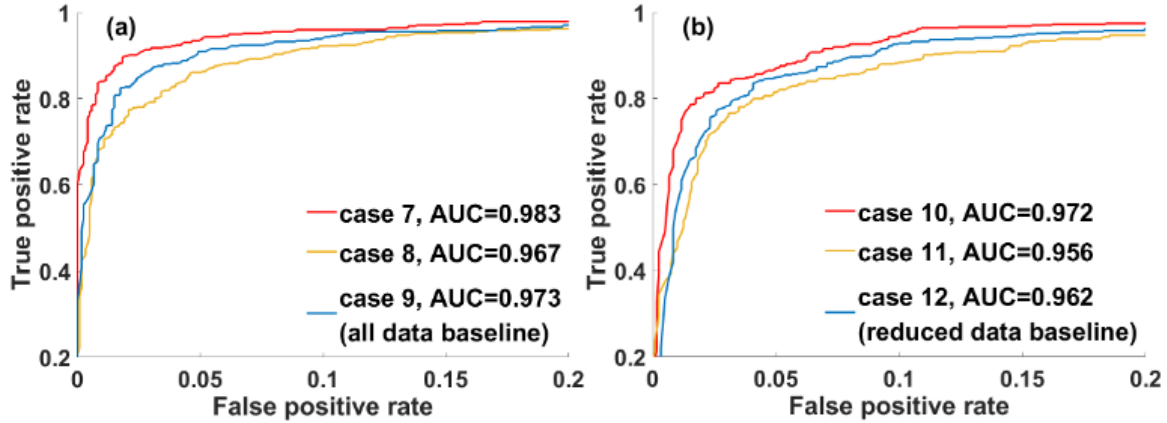 (a)
1
0.8
0.6
0.4
0.2
True positive rate
case 7, AUC=0.983
case 8, AUC=0.967
case 9, AUC=0.973
(all data baseline)
0
0.05
0.1
0.15
0.2
False positive rate
(b)
1
0.8
0.6
0.4
0.2
True positive rate
case 10, AUC=0.972
case 11, AUC=0.956
case 12, AUC=0.962
(reduced data baseline)
0
0.05
0.1
0.15
0.2
False positive rate